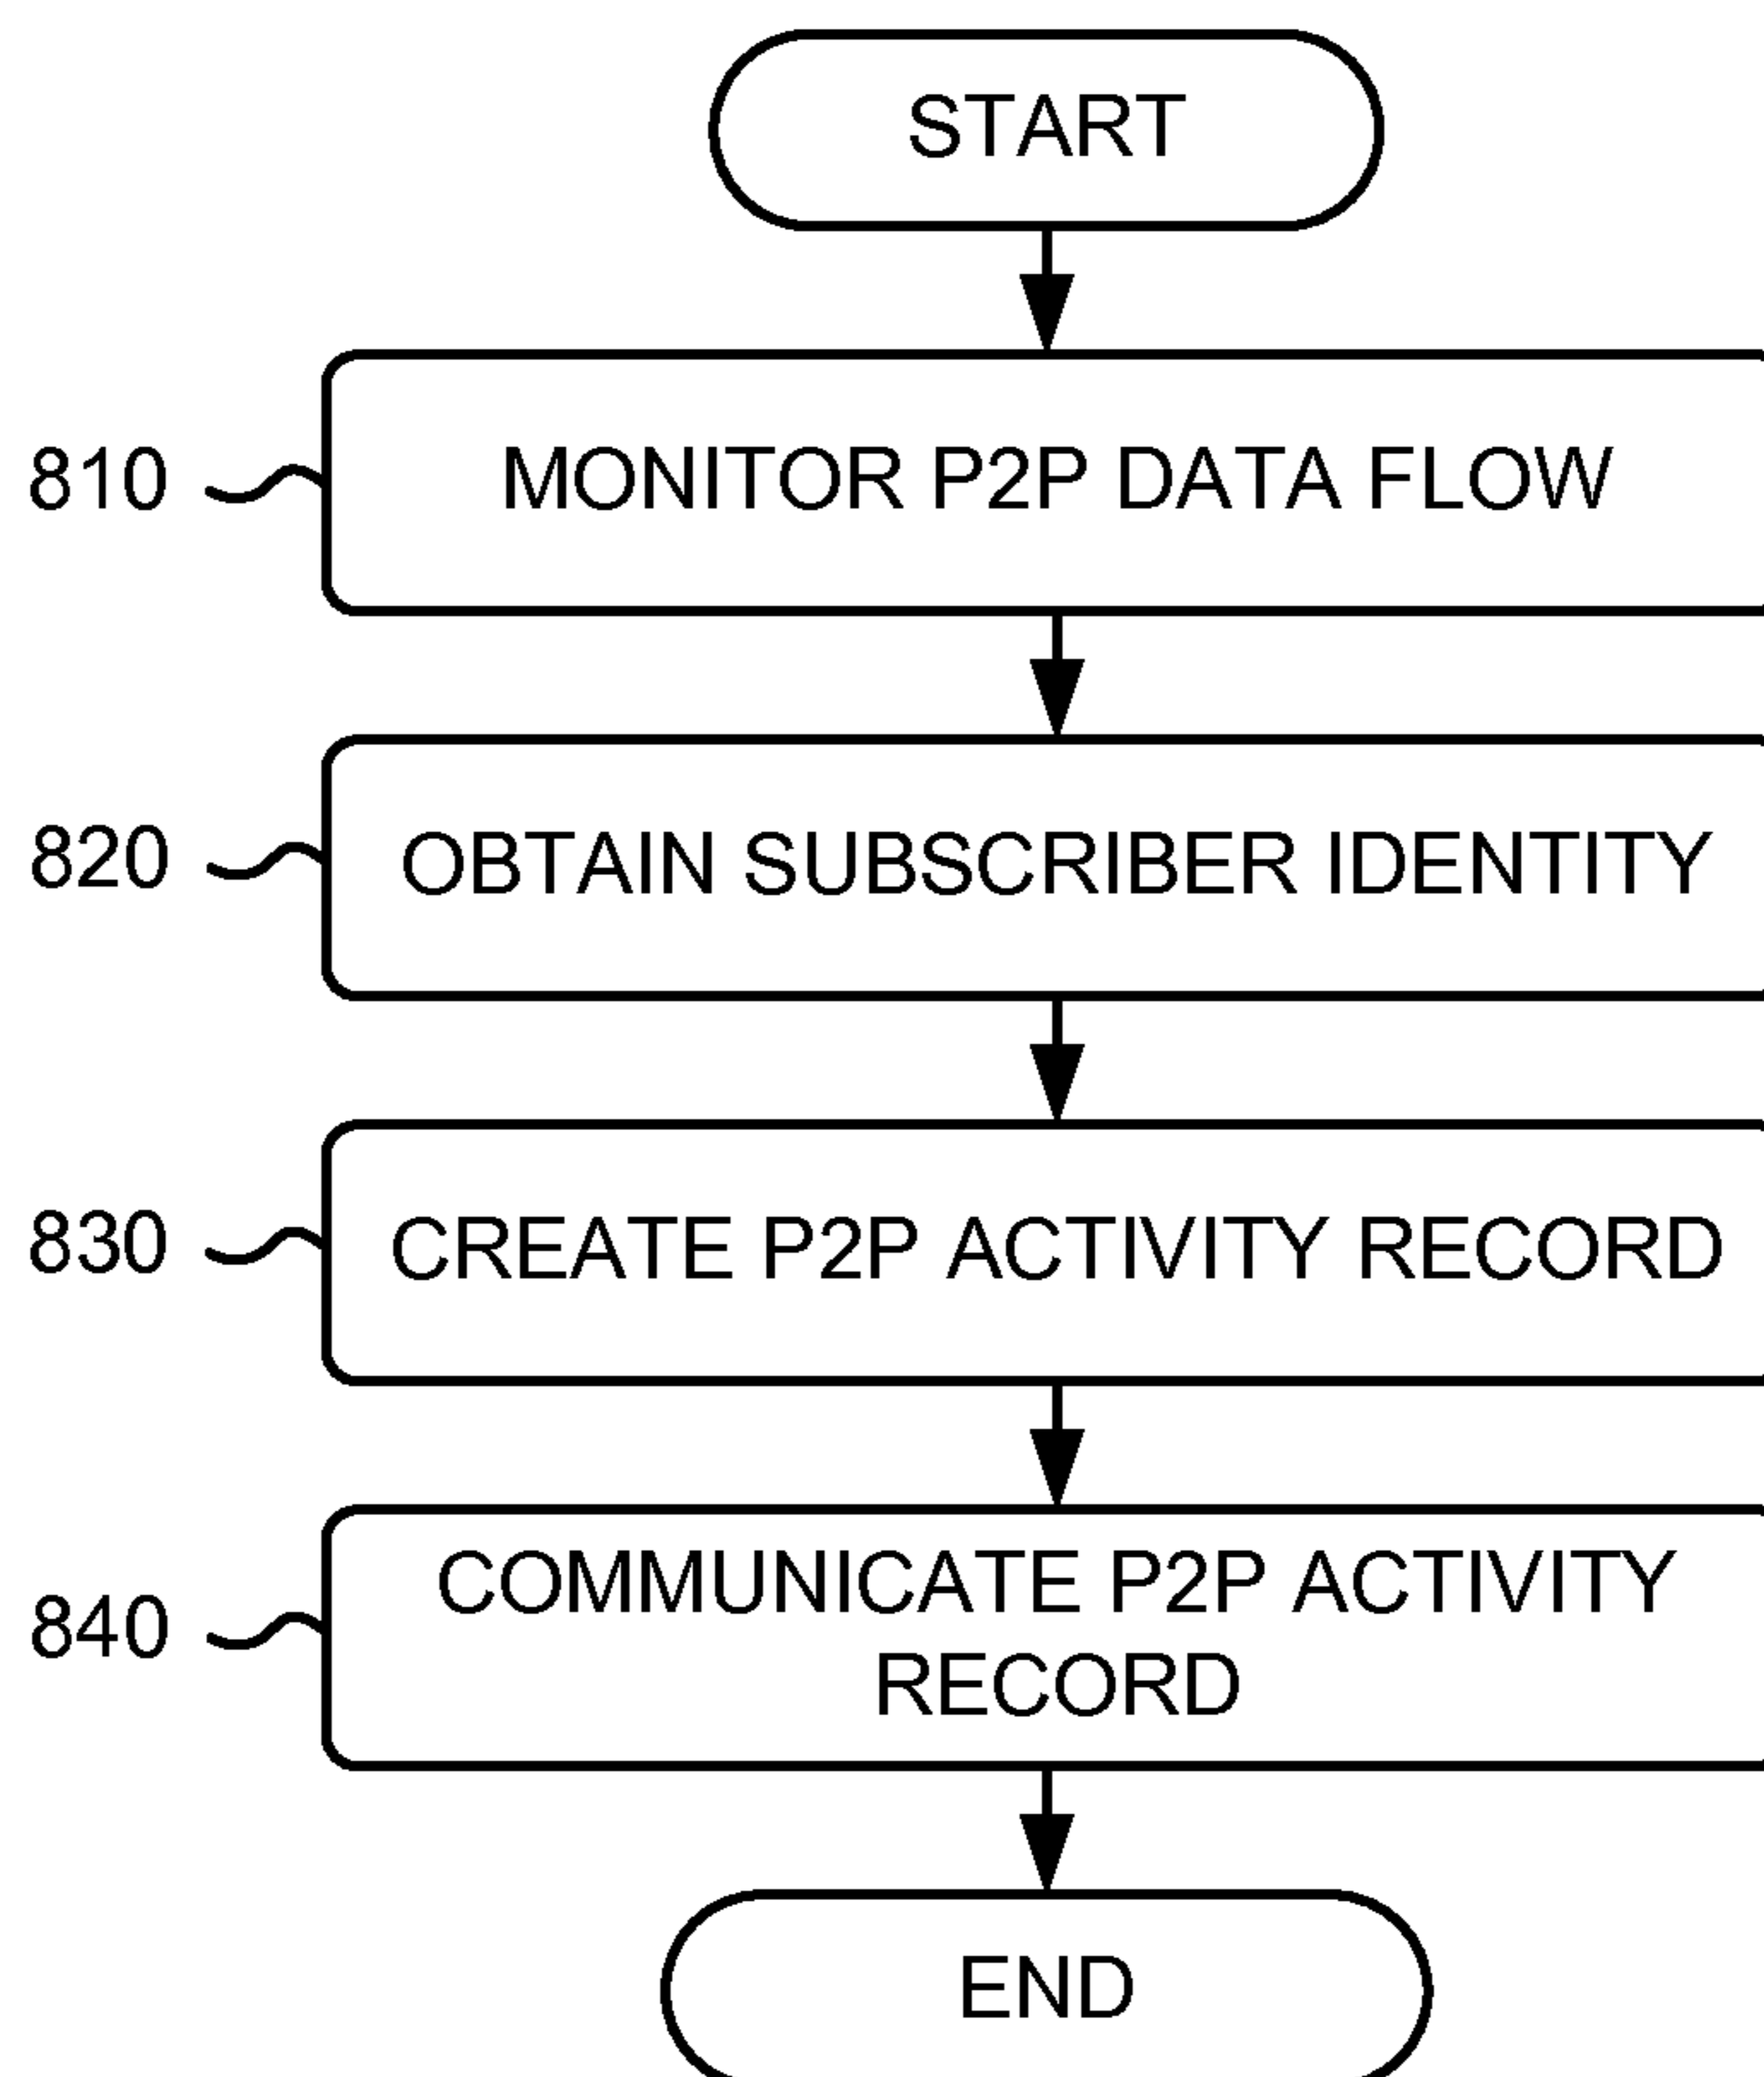 START
810
MONITOR P2P DATA FLOW
820
OBTAIN SUBSCRIBER IDENTITY
830
CREATE P2P ACTIVITY RECORD
840
COMMUNICATE P2P ACTIVITY
RECORD
END